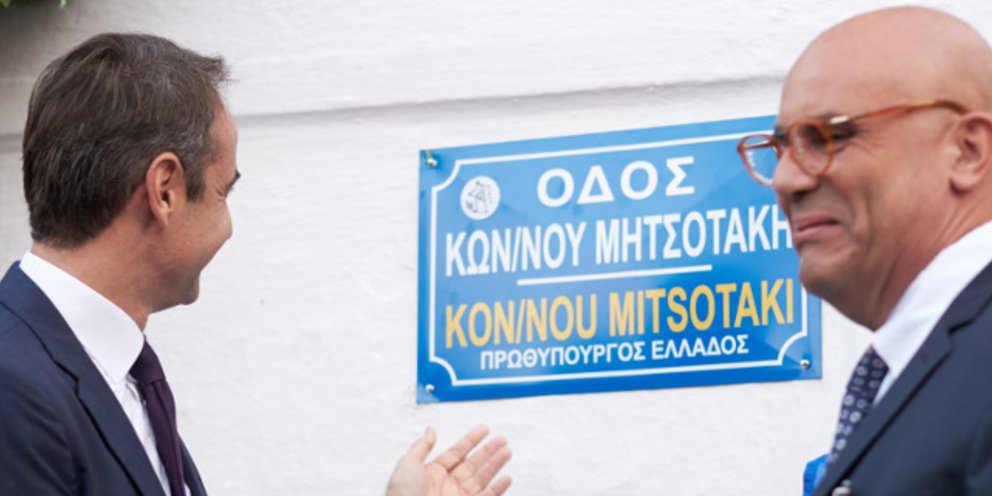 ΟΔΟΣ
ΚΩΝ/ΝΟΥ ΜΗΤΣΟΤΑΚΗ
KON/NOU MITSOTAKI
ΠΡΩΘΥΠΟΥΡΓΟΣ ΕΛΛΑΔΟΣ